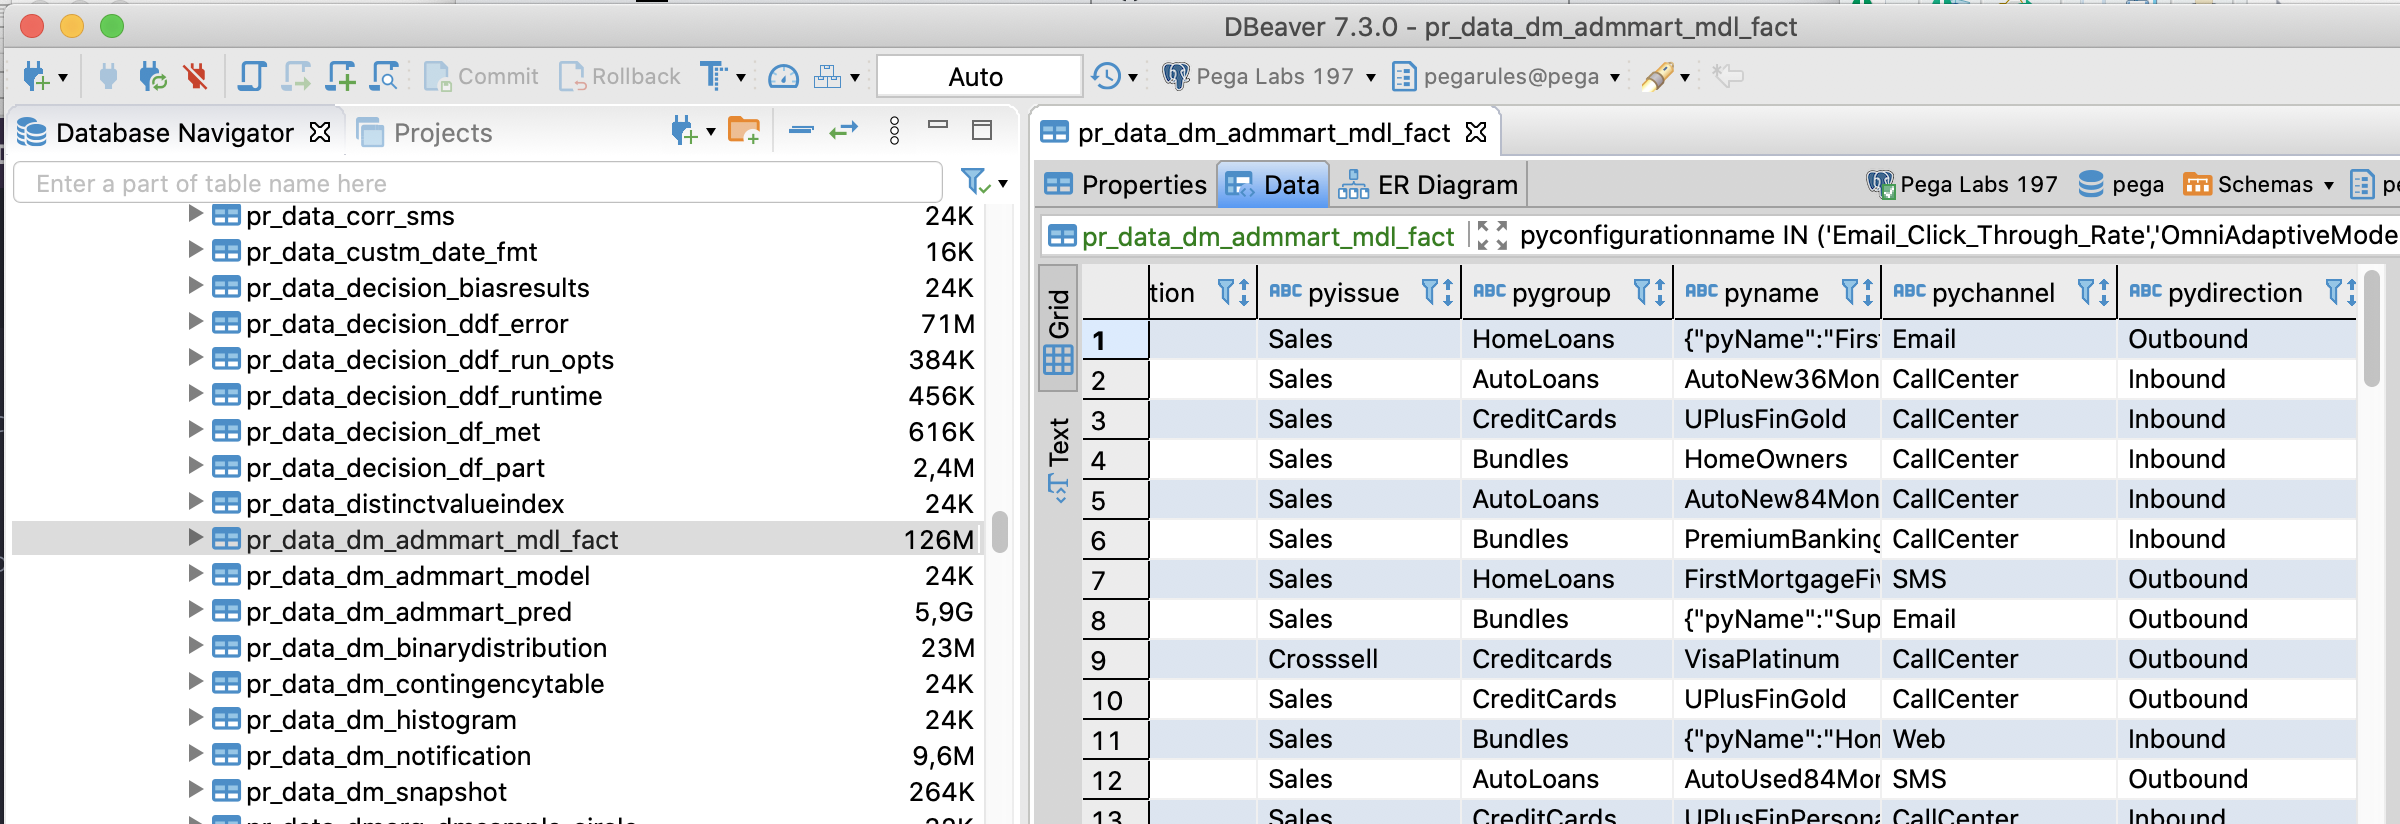 DBeaver 7.3.0 - pr_data_dm_admmart_mdl_fact
Commit Rollback Auto Pega Labs 197 pegarules@pega
Database Navigator Projects
Enter a part of table name here
pr_data_corr_sms 24K
pr_data_custm_date_fmt 16K
pr_data_decision_biasresults 24K
pr_data_decision_ddf_error 71M
pr_data_decision_ddf_run_opts 384K
pr_data_decision_ddf_runtime 456K
pr_data_decision_df_met 616K
pr_data_decision_df_part 2,4M
pr_data_distinctvalueindex 24K
pr_data_dm_admmart_mdl_fact 126M
pr_data_dm_admmart_model 24K
pr_data_dm_admmart_pred 5,9G
pr_data_dm_binarydistribution 23M
pr_data_dm_contingencytable 24K
pr_data_dm_histogram 24K
pr_data_dm_notification 9,6M
pr_data_dm_snapshot 264K
pr_data_dm_admmart_mdl_fact
Properties Data ER Diagram Pega Labs 197 pega Schemas pe
pr_data_dm_admmart_mdl_fact pyconfigurationname IN ('Email_Click_Through_Rate','OmniAdaptiveMode
Grid
Text
tion ABC pyissue ABC pygroup ABC pyname ABC pychannel ABC pydirection
1 Sales HomeLoans {"pyName":"Firs Email Outbound
2 Sales AutoLoans AutoNew36Mon CallCenter Inbound
3 Sales CreditCards UPlusFinGold CallCenter Inbound
4 Sales Bundles HomeOwners CallCenter Inbound
5 Sales AutoLoans AutoNew84Mon CallCenter Inbound
6 Sales Bundles PremiumBanking CallCenter Inbound
7 Sales HomeLoans FirstMortgageFiv SMS Outbound
8 Sales Bundles {"pyName":"Sup Email Outbound
9 Crosssell Creditcards VisaPlatinum CallCenter Outbound
10 Sales CreditCards UPlusFinGold CallCenter Outbound
11 Sales Bundles {"pyName":"Hom Web Inbound
12 Sales AutoLoans AutoUsed84Mon SMS Outbound
13 Sales CreditCards UPlusFinPersona CallCenter Inbound